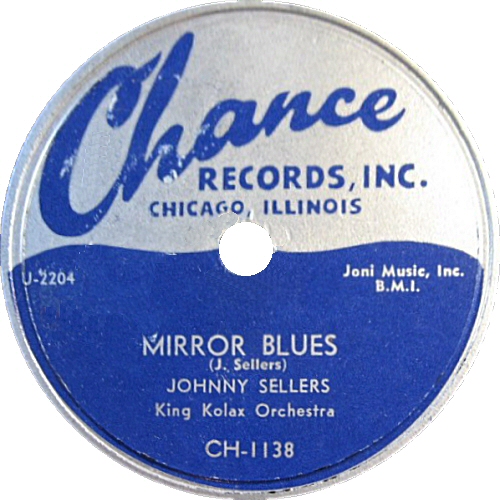 Chance
RECORDS, INC.
CHICAGO, ILLINOIS
U-2204
Joni Music, Inc.
B.M.I.
MIRROR BLUES
(J. Sellers)
JOHNNY SELLERS
King Kolax Orchestra
CH-1138